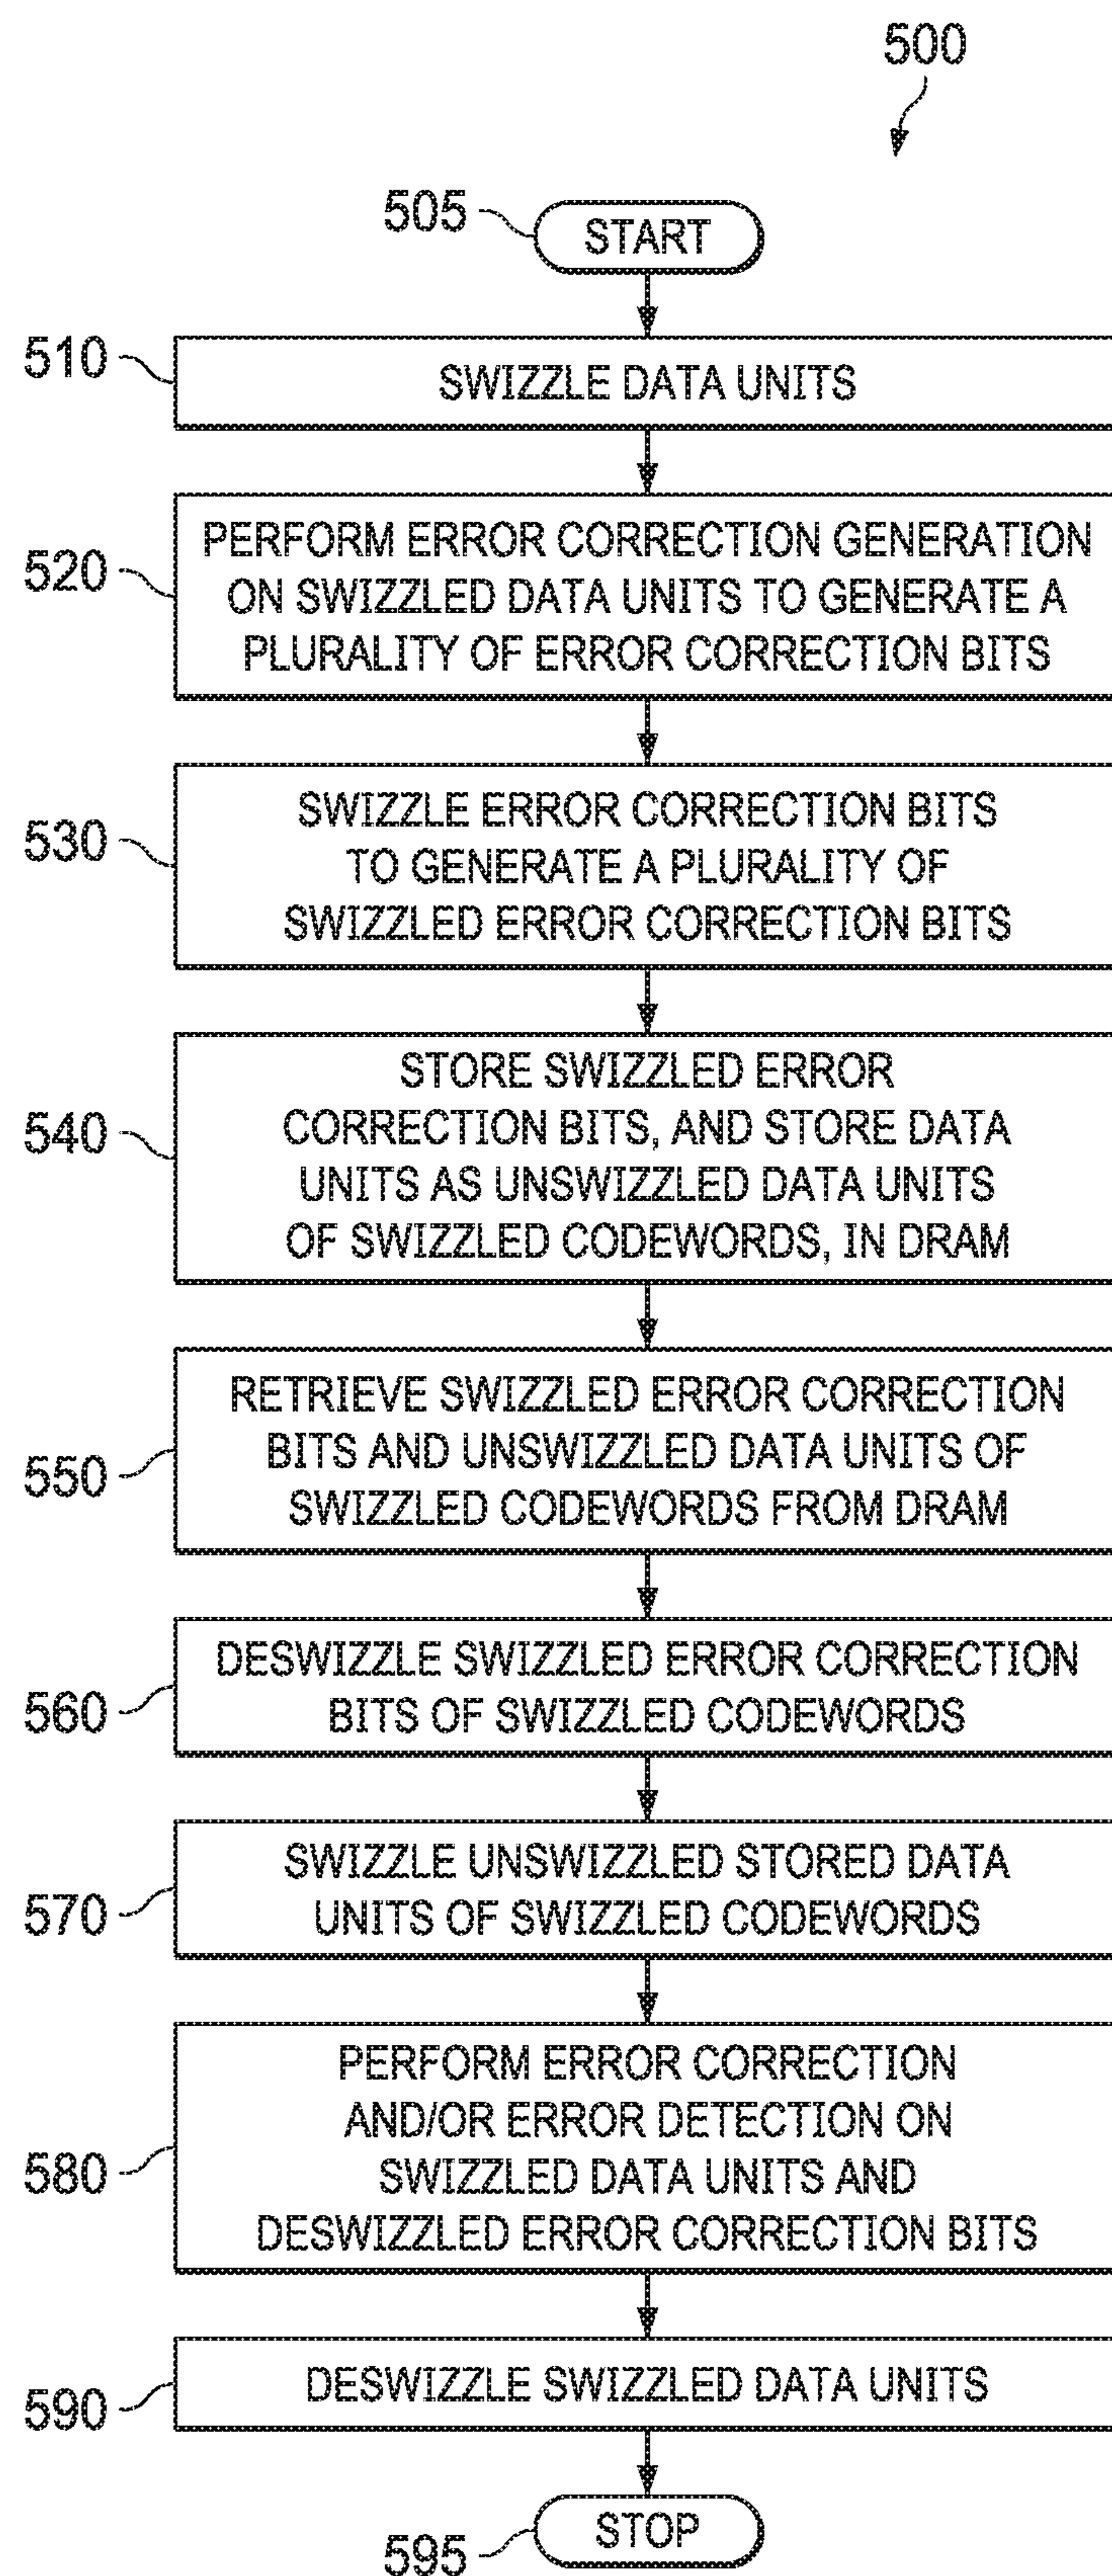 500
505
START
510
SWIZZLE DATA UNITS
520
PERFORM ERROR CORRECTION GENERATION
ON SWIZZLED DATA UNITS TO GENERATE A
PLURALITY OF ERROR CORRECTION BITS
530
SWIZZLE ERROR CORRECTION BITS
TO GENERATE A PLURALITY OF
SWIZZLED ERROR CORRECTION BITS
540
STORE SWIZZLED ERROR
CORRECTION BITS, AND STORE DATA
UNITS AS UNSWIZZLED DATA UNITS
OF SWIZZLED CODEWORDS, IN DRAM
550
RETRIEVE SWIZZLED ERROR CORRECTION
BITS AND UNSWIZZLED DATA UNITS OF
SWIZZLED CODEWORDS FROM DRAM
560
DESWIZZLE SWIZZLED ERROR CORRECTION
BITS OF SWIZZLED CODEWORDS
570
SWIZZLE UNSWIZZLED STORED DATA
UNITS OF SWIZZLED CODEWORDS
580
PERFORM ERROR CORRECTION
AND/OR ERROR DETECTION ON
SWIZZLED DATA UNITS AND
DESWIZZLED ERROR CORRECTION BITS
590
DESWIZZLE SWIZZLED DATA UNITS
595
STOP